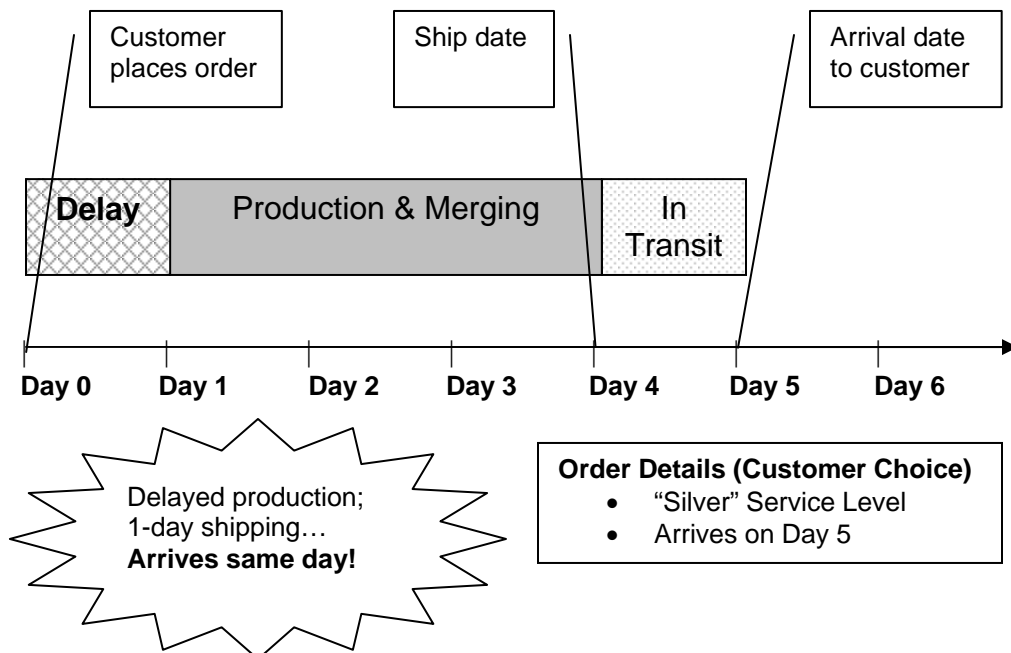 Customer
places order
Ship date
Arrival date
to customer
Delay
Production & Merging
In
Transit
Day 0
Day 1
Day 2
Day 3
Day 4
Day 5
Day 6
Delayed production;
1-day shipping…
Arrives same day!
Order Details (Customer Choice)
• “Silver” Service Level
• Arrives on Day 5